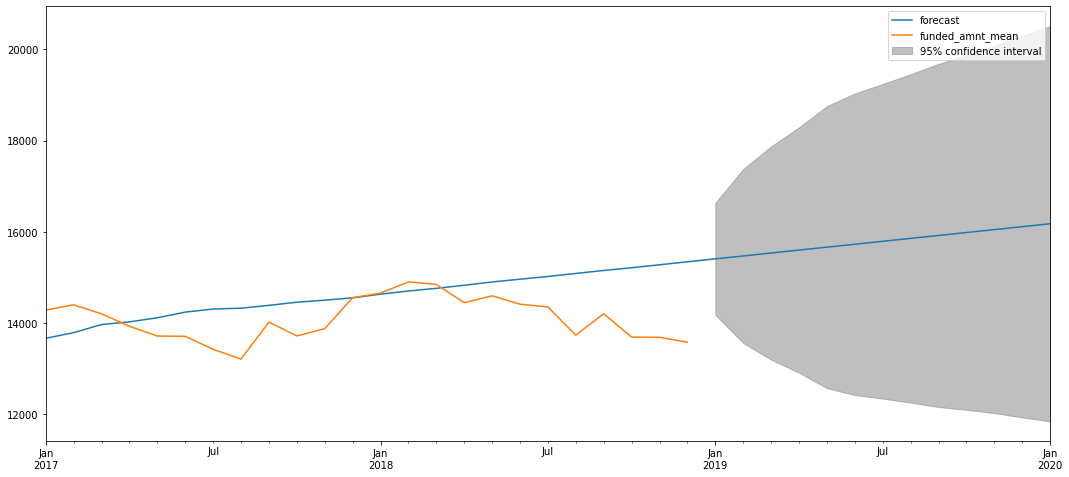 forecast
funded_amnt_mean
95% confidence interval
20000
18000
16000
14000
12000
Jan Jul Jan Jul Jan Jul Jan
2017 2018 2019 2020